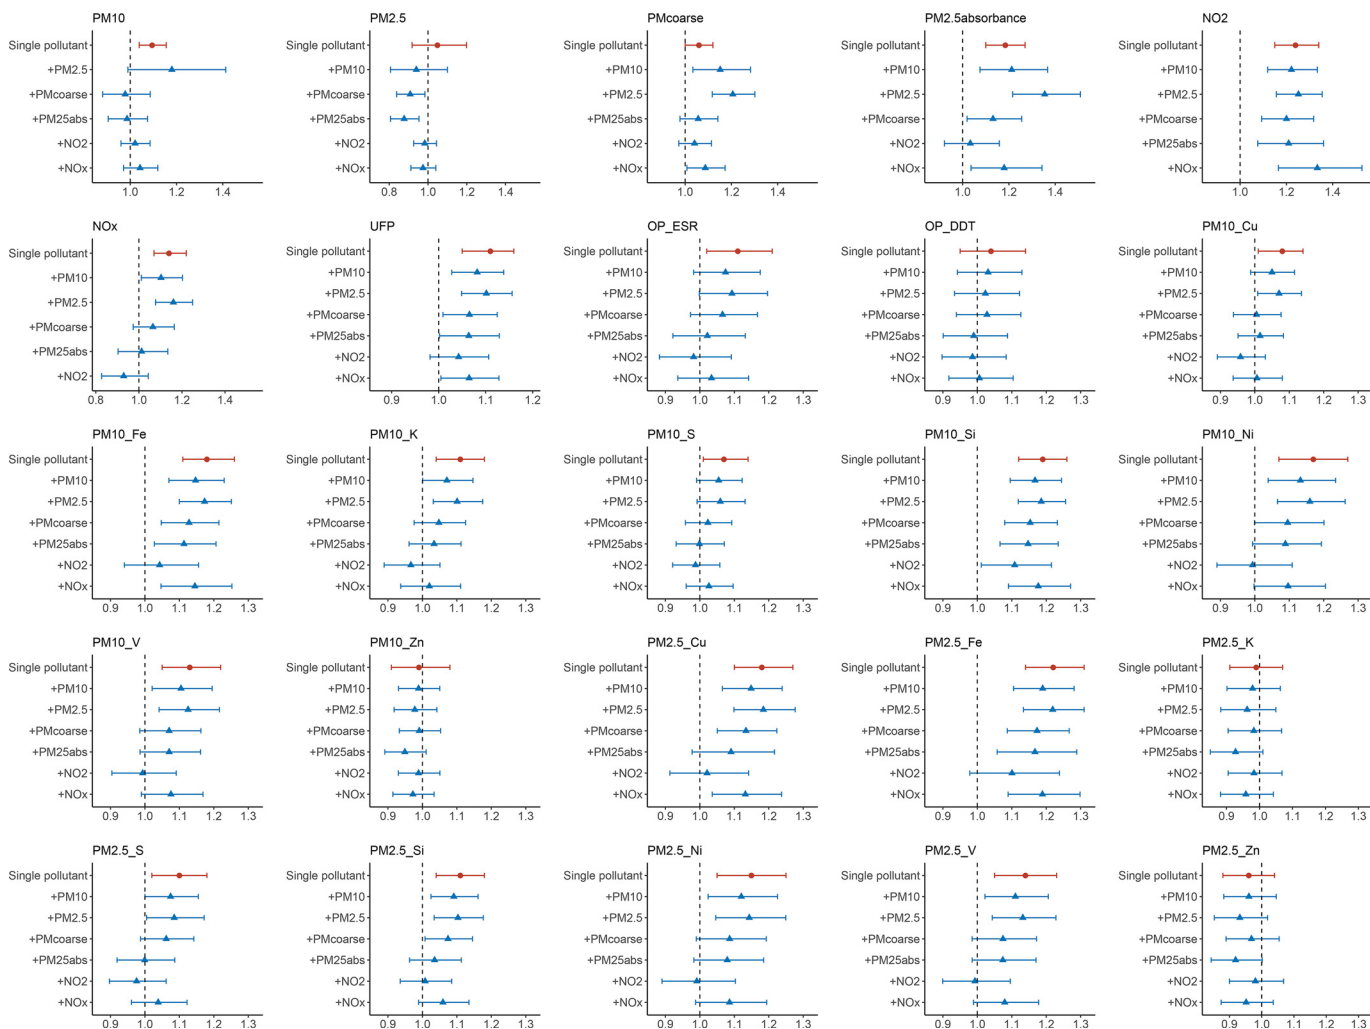 PM10
Single pollutant
+PM2.5
+PMcoarse
+PM25abs
+NO2
+NOx
1.0 1.2 1.4
PM2.5
Single pollutant
+PM10
+PMcoarse
+PM25abs
+NO2
+NOx
0.8 1.0 1.2 1.4
PMcoarse
Single pollutant
+PM10
+PM2.5
+PM25abs
+NO2
+NOx
1.0 1.2 1.4
PM2.5absorbance
Single pollutant
+PM10
+PM2.5
+PMcoarse
+NO2
+NOx
1.0 1.2 1.4
NO2
Single pollutant
+PM10
+PM2.5
+PMcoarse
+PM25abs
+NOx
1.0 1.2 1.4
NOx
Single pollutant
+PM10
+PM2.5
+PMcoarse
+PM25abs
+NO2
0.8 1.0 1.2 1.4
UFP
Single pollutant
+PM10
+PM2.5
+PMcoarse
+PM25abs
+NO2
+NOx
0.9 1.0 1.1 1.2
OP_ESR
Single pollutant
+PM10
+PM2.5
+PMcoarse
+PM25abs
+NO2
+NOx
0.9 1.0 1.1 1.2 1.3
OP_DDT
Single pollutant
+PM10
+PM2.5
+PMcoarse
+PM25abs
+NO2
+NOx
0.9 1.0 1.1 1.2 1.3
PM10_Cu
Single pollutant
+PM10
+PM2.5
+PMcoarse
+PM25abs
+NO2
+NOx
0.9 1.0 1.1 1.2 1.3
PM10_Fe
Single pollutant
+PM10
+PM2.5
+PMcoarse
+PM25abs
+NO2
+NOx
0.9 1.0 1.1 1.2 1.3
PM10_K
Single pollutant
+PM10
+PM2.5
+PMcoarse
+PM25abs
+NO2
+NOx
0.9 1.0 1.1 1.2 1.3
PM10_S
Single pollutant
+PM10
+PM2.5
+PMcoarse
+PM25abs
+NO2
+NOx
0.9 1.0 1.1 1.2 1.3
PM10_Si
Single pollutant
+PM10
+PM2.5
+PMcoarse
+PM25abs
+NO2
+NOx
0.9 1.0 1.1 1.2 1.3
PM10_Ni
Single pollutant
+PM10
+PM2.5
+PMcoarse
+PM25abs
+NO2
+NOx
0.9 1.0 1.1 1.2 1.3
PM10_V
Single pollutant
+PM10
+PM2.5
+PMcoarse
+PM25abs
+NO2
+NOx
0.9 1.0 1.1 1.2 1.3
PM10_Zn
Single pollutant
+PM10
+PM2.5
+PMcoarse
+PM25abs
+NO2
+NOx
0.9 1.0 1.1 1.2 1.3
PM2.5_Cu
Single pollutant
+PM10
+PM2.5
+PMcoarse
+PM25abs
+NO2
+NOx
0.9 1.0 1.1 1.2 1.3
PM2.5_Fe
Single pollutant
+PM10
+PM2.5
+PMcoarse
+PM25abs
+NO2
+NOx
0.9 1.0 1.1 1.2 1.3
PM2.5_K
Single pollutant
+PM10
+PM2.5
+PMcoarse
+PM25abs
+NO2
+NOx
0.9 1.0 1.1 1.2 1.3
PM2.5_S
Single pollutant
+PM10
+PM2.5
+PMcoarse
+PM25abs
+NO2
+NOx
0.9 1.0 1.1 1.2 1.3
PM2.5_Si
Single pollutant
+PM10
+PM2.5
+PMcoarse
+PM25abs
+NO2
+NOx
0.9 1.0 1.1 1.2 1.3
PM2.5_Ni
Single pollutant
+PM10
+PM2.5
+PMcoarse
+PM25abs
+NO2
+NOx
0.9 1.0 1.1 1.2 1.3
PM2.5_V
Single pollutant
+PM10
+PM2.5
+PMcoarse
+PM25abs
+NO2
+NOx
0.9 1.0 1.1 1.2 1.3
PM2.5_Zn
Single pollutant
+PM10
+PM2.5
+PMcoarse
+PM25abs
+NO2
+NOx
0.9 1.0 1.1 1.2 1.3